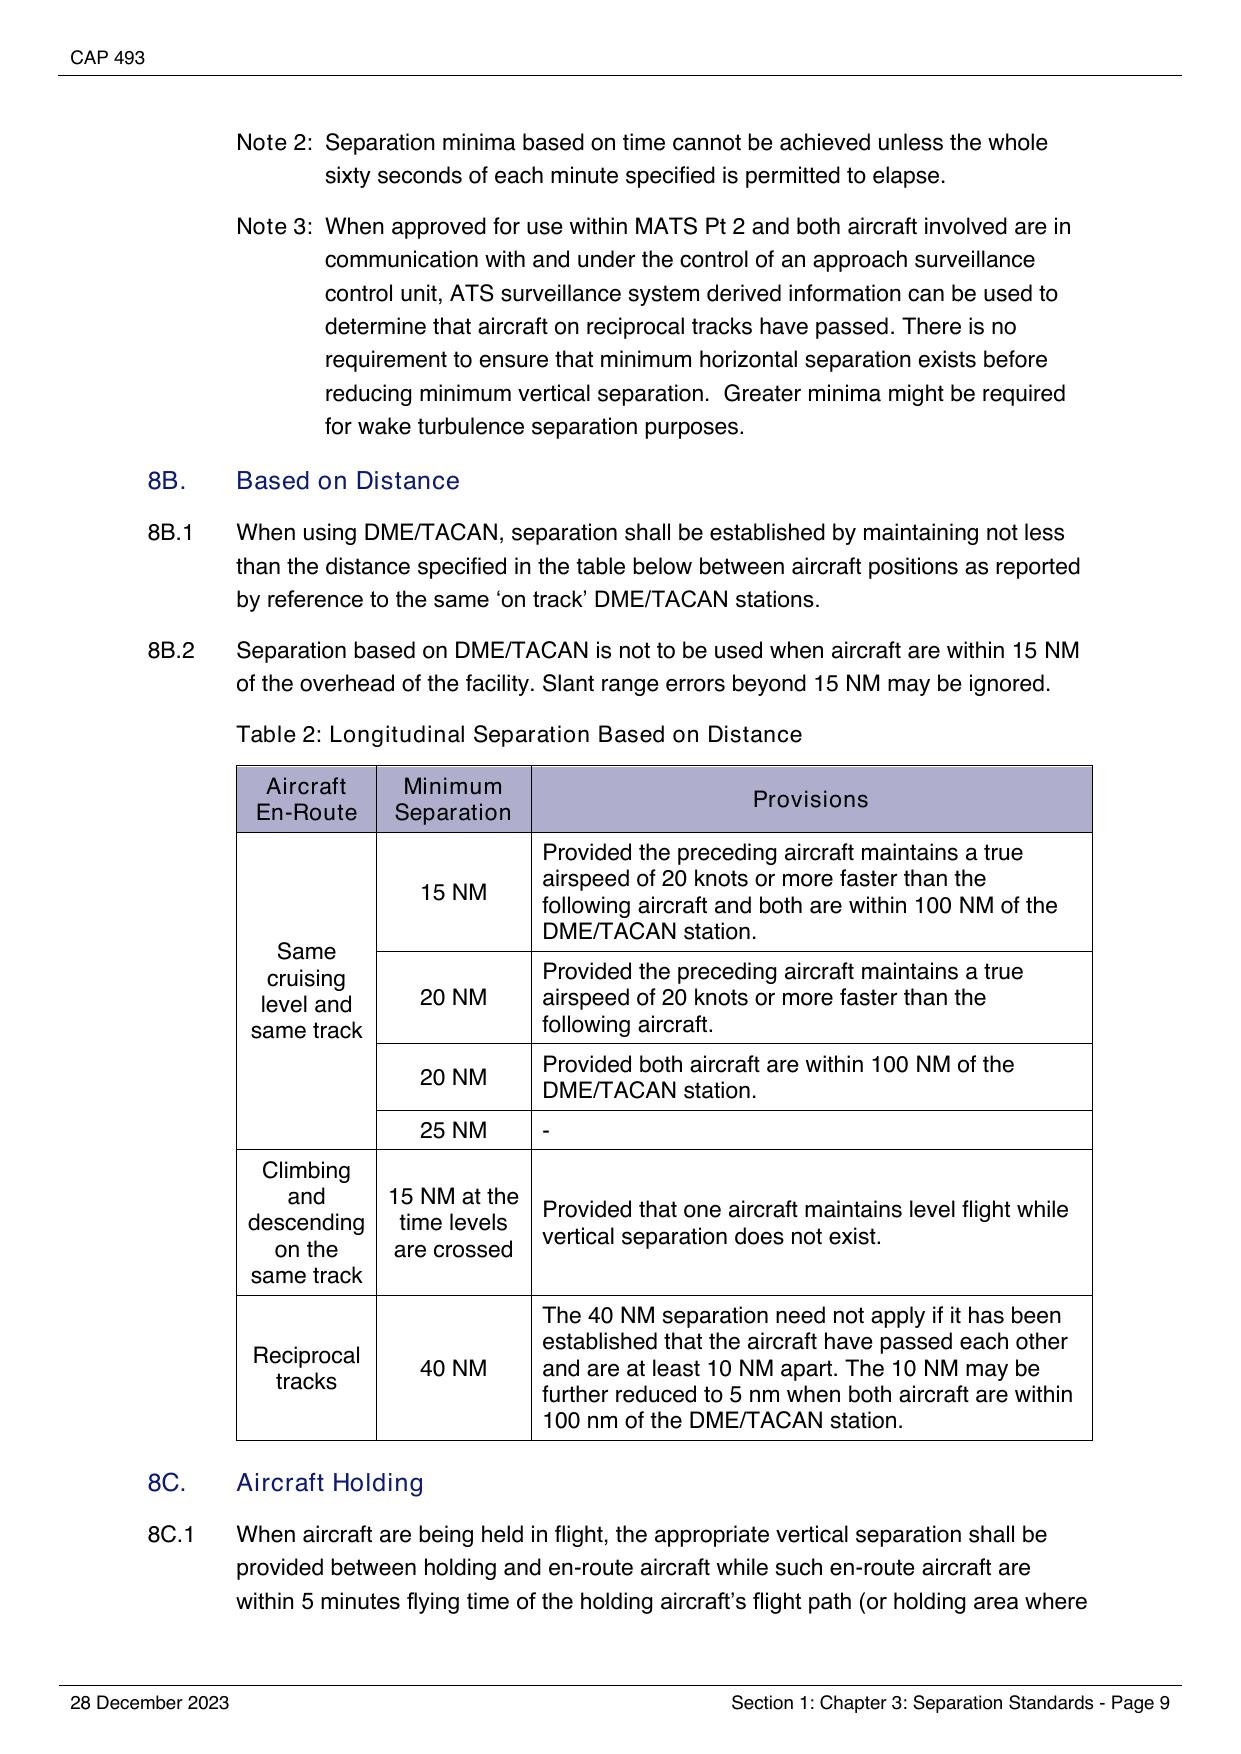 CAP 493
Note 2: Separation minima based on time cannot be achieved unless the whole
sixty seconds of each minute specified is permitted to elapse.
Note 3: When approved for use within MATS Pt 2 and both aircraft involved are in
communication with and under the control of an approach surveillance
control unit, ATS surveillance system derived information can be used to
determine that aircraft on reciprocal tracks have passed. There is no
requirement to ensure that minimum horizontal separation exists before
reducing minimum vertical separation.  Greater minima might be required
for wake turbulence separation purposes.
8B. Based on Distance
8B.1 When using DME/TACAN, separation shall be established by maintaining not less
than the distance specified in the table below between aircraft positions as reported
by reference to the same ‘on track’ DME/TACAN stations.
8B.2 Separation based on DME/TACAN is not to be used when aircraft are within 15 NM
of the overhead of the facility. Slant range errors beyond 15 NM may be ignored.
Table 2: Longitudinal Separation Based on Distance
Aircraft
En-Route
Minimum
Separation
Provisions
Same
cruising
level and
same track
15 NM
Provided the preceding aircraft maintains a true
airspeed of 20 knots or more faster than the
following aircraft and both are within 100 NM of the
DME/TACAN station.
20 NM
Provided the preceding aircraft maintains a true
airspeed of 20 knots or more faster than the
following aircraft.
20 NM
Provided both aircraft are within 100 NM of the
DME/TACAN station.
25 NM
-
Climbing
and
descending
on the
same track
15 NM at the
time levels
are crossed
Provided that one aircraft maintains level flight while
vertical separation does not exist.
Reciprocal
tracks
40 NM
The 40 NM separation need not apply if it has been
established that the aircraft have passed each other
and are at least 10 NM apart. The 10 NM may be
further reduced to 5 nm when both aircraft are within
100 nm of the DME/TACAN station.
8C. Aircraft Holding
8C.1 When aircraft are being held in flight, the appropriate vertical separation shall be
provided between holding and en-route aircraft while such en-route aircraft are
within 5 minutes flying time of the holding aircraft’s flight path (or holding area where
28 December 2023 Section 1: Chapter 3: Separation Standards - Page 9